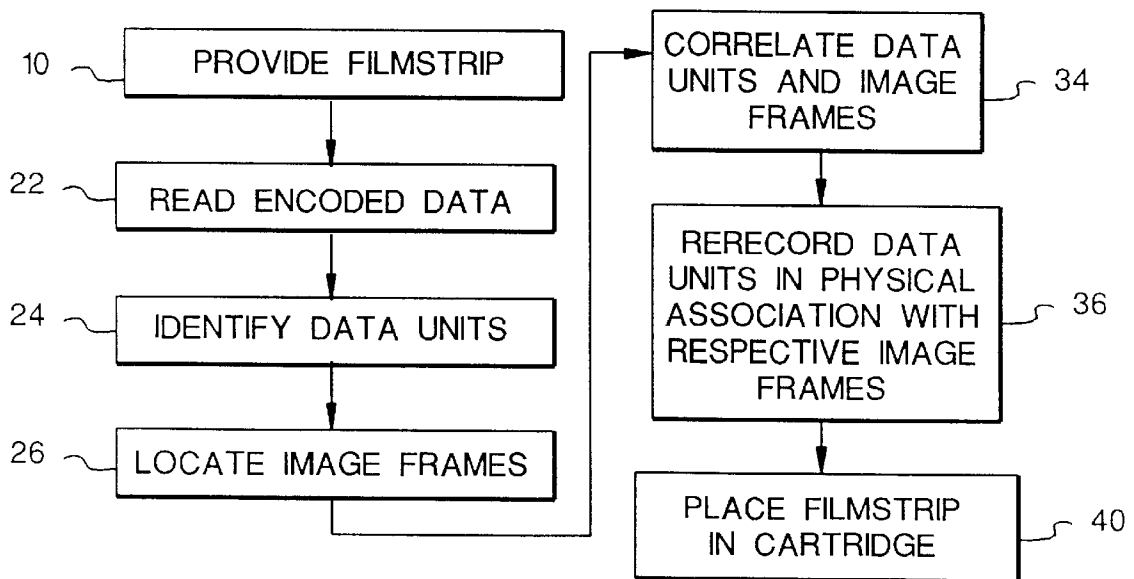 10
PROVIDE FILMSTRIP
22
READ ENCODED DATA
24
IDENTIFY DATA UNITS
26
LOCATE IMAGE FRAMES
CORRELATE DATA
UNITS AND IMAGE
FRAMES
34
RERECORD DATA
UNITS IN PHYSICAL
ASSOCIATION WITH
RESPECTIVE IMAGE
FRAMES
36
PLACE FILMSTRIP
IN CARTRIDGE
40